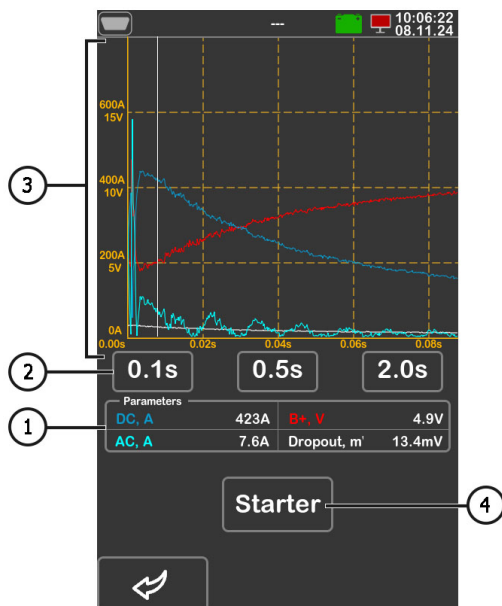 --- 10:06:22
08.11.24
600A
15V
400A
10V
200A
5V
0A
0.00s 0.02s 0.04s 0.06s 0.08s
0.1s 0.5s 2.0s
Parameters
DC, A 423A B+, V 4.9V
AC, A 7.6A Dropout, m' 13.4mV
Starter
3
2
1
4